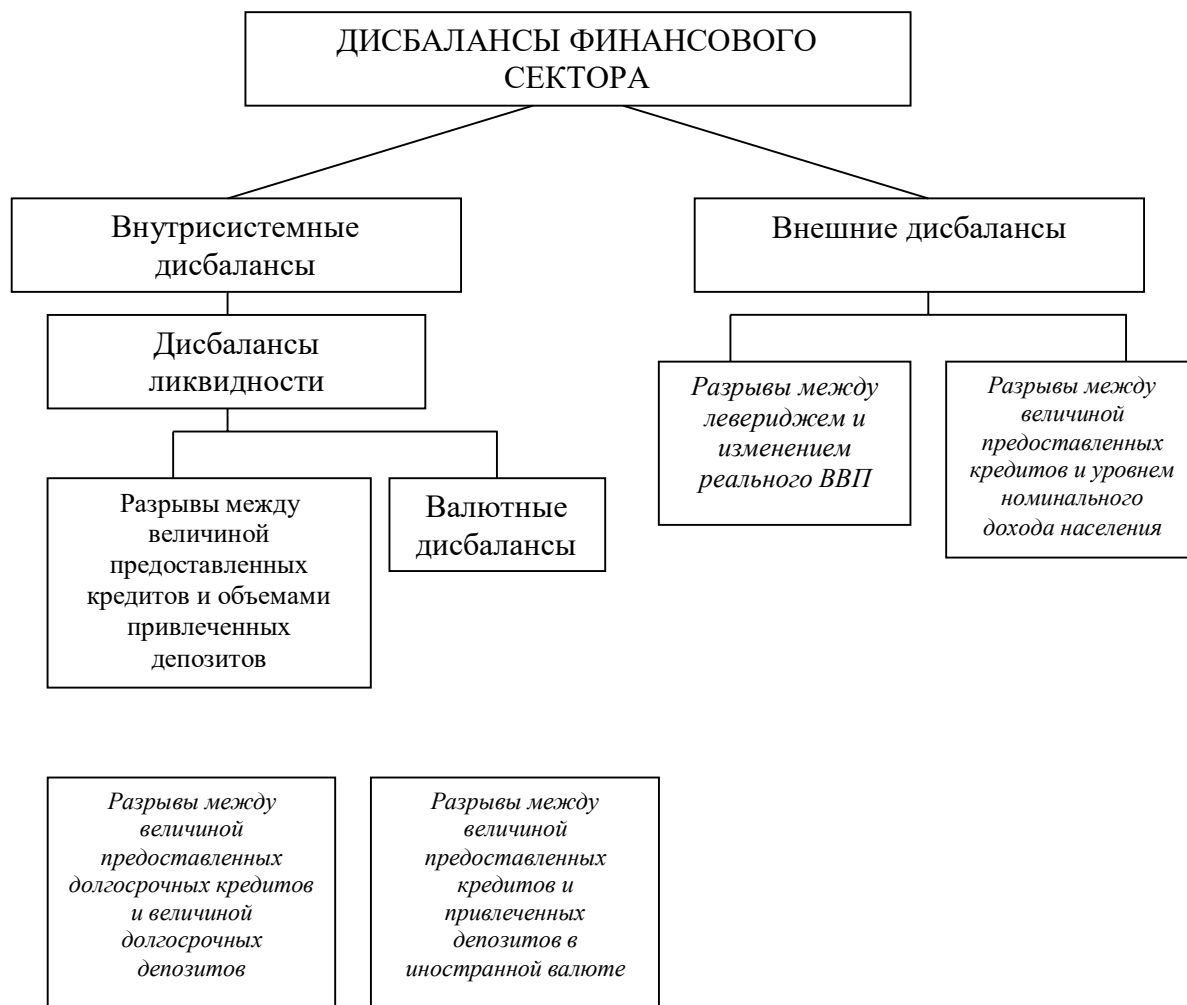 ДИСБАЛАНСЫ ФИНАНСОВОГО
СЕКТОРА
Внутрисистемные
дисбалансы
Внешние дисбалансы
Дисбалансы
ликвидности
Разрывы между
левериджем и
изменением
реального ВВП
Разрывы между
величиной
предоставленных
кредитов и уровнем
номинального
дохода населения
Разрывы между
величиной
предоставленных
кредитов и объемами
привлеченных
депозитов
Валютные
дисбалансы
Разрывы между
величиной
предоставленных
долгосрочных кредитов
и величиной
долгосрочных
депозитов
Разрывы между
величиной
предоставленных
кредитов и
привлеченных
депозитов в
иностранной валюте